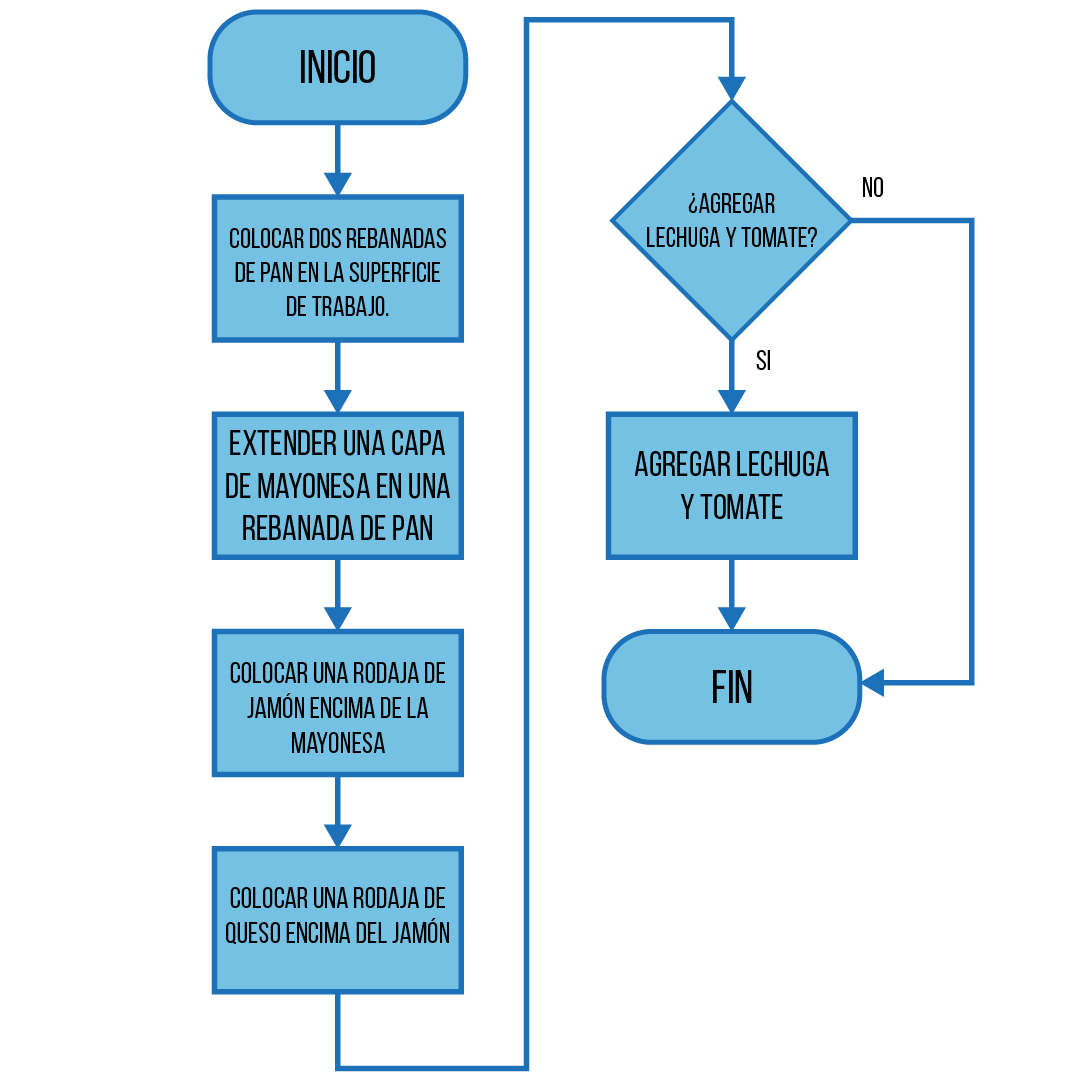 INICIO
COLOCAR DOS REBANADAS
DE PAN EN LA SUPERFICIE
DE TRABAJO.
EXTENDER UNA CAPA
DE MAYONESA EN UNA
REBANADA DE PAN
COLOCAR UNA RODAJA DE
JAMÓN ENCIMA DE LA
MAYONESA
COLOCAR UNA RODAJA DE
QUESO ENCIMA DEL JAMÓN
¿AGREGAR
LECHUGA Y TOMATE?
NO
SI
AGREGAR LECHUGA
Y TOMATE
FIN